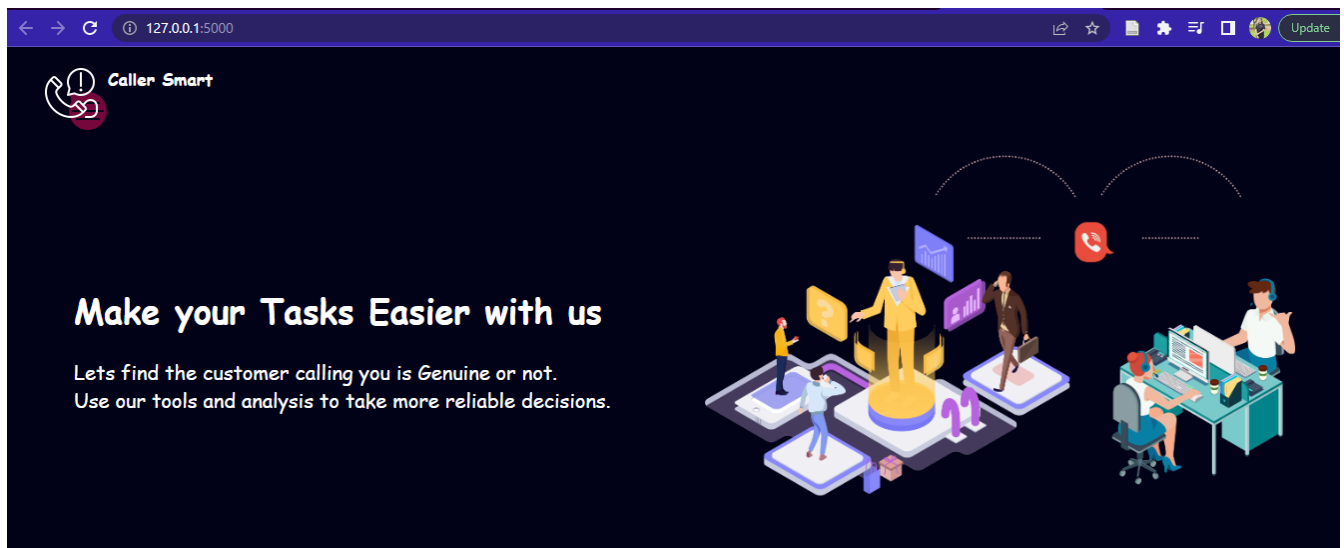 127.0.0.1:5000
Update
Caller Smart
Make your Tasks Easier with us
Lets find the customer calling you is Genuine or not.
Use our tools and analysis to take more reliable decisions.